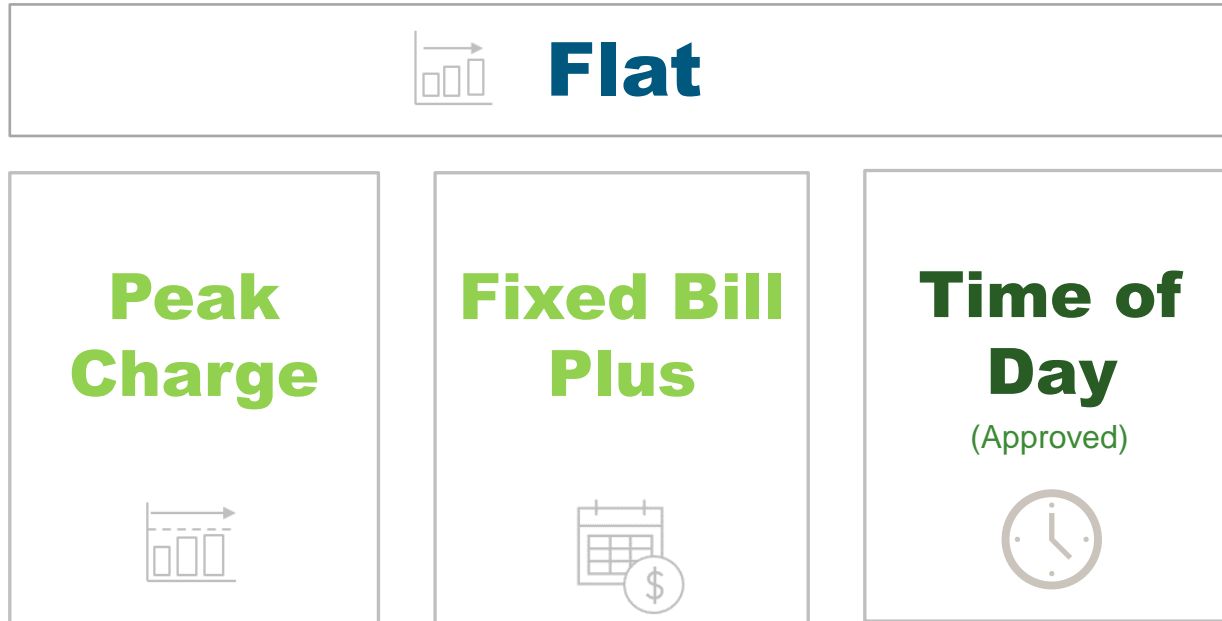 Flat
Peak
Charge
Fixed Bill
Plus
Time of
Day
(Approved)
$